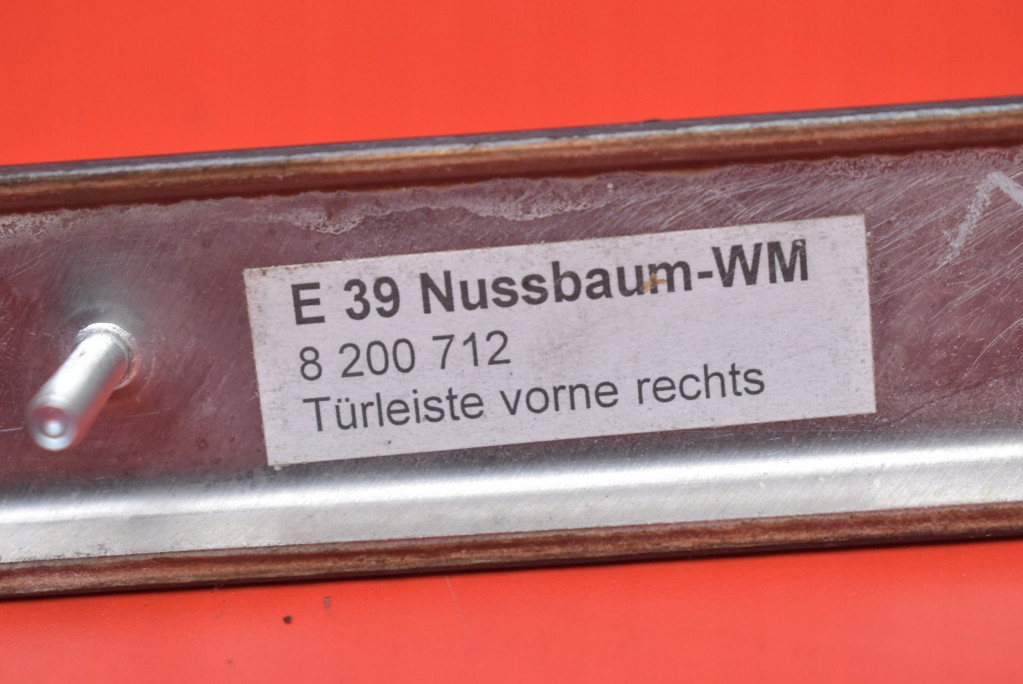 E 39 Nussbaum-WM
8 200 712
Türleiste vorne rechts